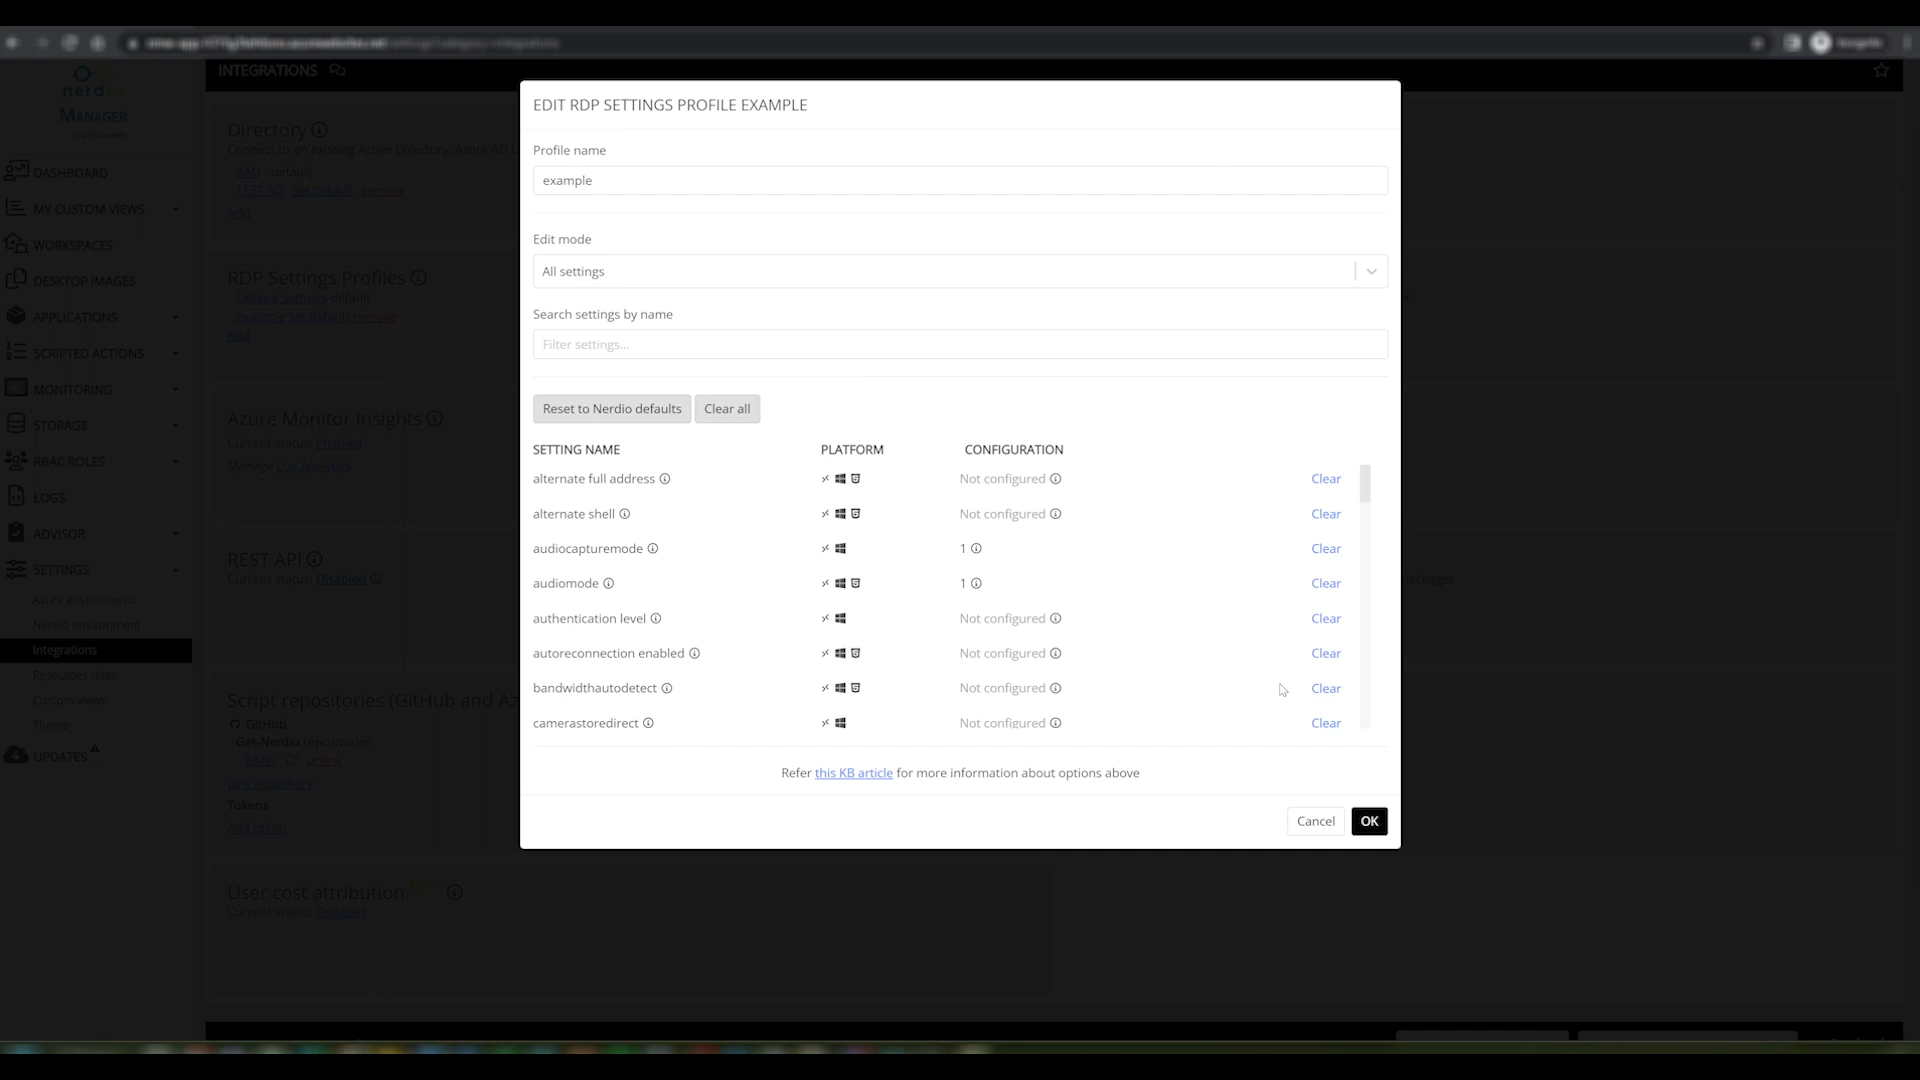 INTEGRATIONS
nerdio
MANAGER
DASHBOARD
MY CUSTOM VIEWS
WORKSPACES
DESKTOP IMAGES
APPLICATIONS
SCRIPTED ACTIONS
MONITORING
STORAGE
RBAC ROLES
LOGS
ADVISOR
SETTINGS
Azure environment
Nerdio environment
Integrations
Resources rules
Custom views
Theme
UPDATES
Directory
Connect to an existing Active Directory, Azure AD
AAD - default
TEST AD set default remove
Add
RDP Settings Profiles
Default Settings default
example set default remove
Add
Azure Monitor Insights
Current status: Enabled
Manage Log Analytics
REST API
Current status: Disabled
Script repositories (GitHub and Az
GitHub
Get-Nerdio repositories
unlink
Link repository
Tokens
Add token
User cost attribution
Current status: Disabled
packages.
EDIT RDP SETTINGS PROFILE EXAMPLE
Profile name
example
Edit mode
All settings
Search settings by name
Filter settings...
Reset to Nerdio defaults Clear all
SETTING NAME PLATFORM CONFIGURATION
alternate full address Not configured Clear
alternate shell Not configured Clear
audiocapturemode 1 Clear
audiomode 1 Clear
authentication level Not configured Clear
autoreconnection enabled Not configured Clear
bandwidthautodetect Not configured Clear
camerastoredirect Not configured Clear
Refer this KB article for more information about options above
Cancel OK